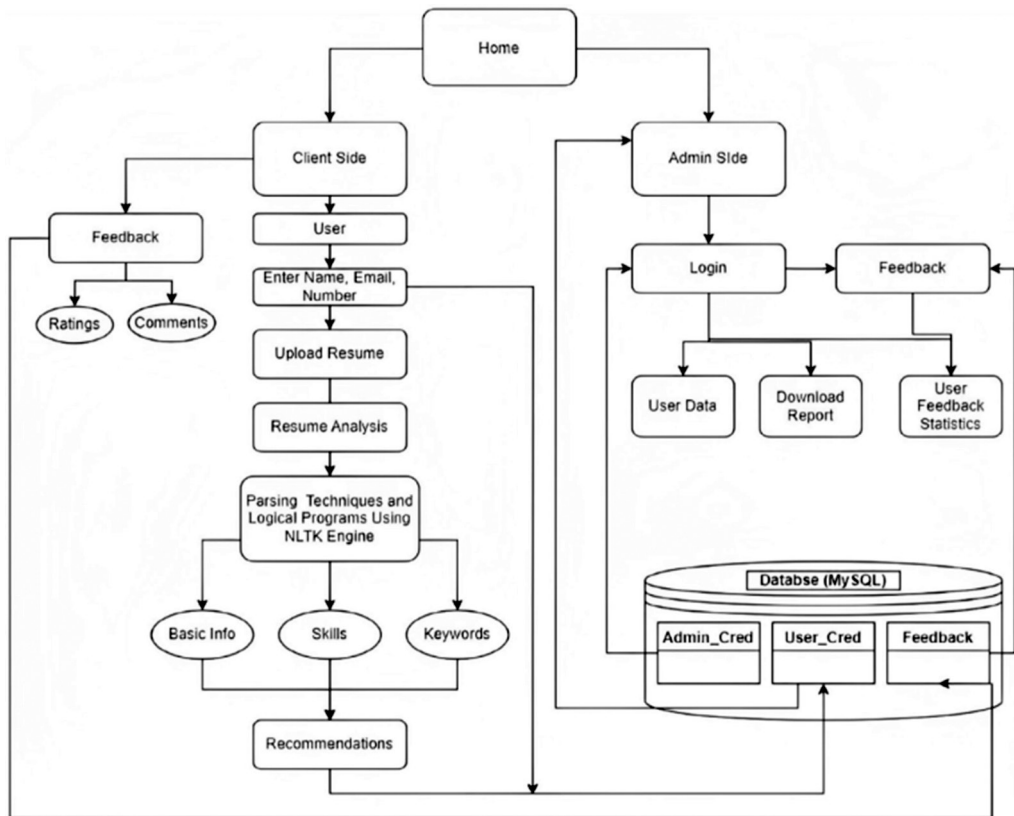 Home
Client Side
Admin SIde
Feedback
User
Login
Feedback
Enter Name, Email,
Number
Ratings
Comments
Upload Resume
User Data
Download
Report
User
Feedback
Statistics
Resume Analysis
Parsing Techniques and
Logical Programs Using
NLTK Engine
Databse (MySQL)
Basic Info
Skills
Keywords
Admin_Cred
User_Cred
Feedback
Recommendations